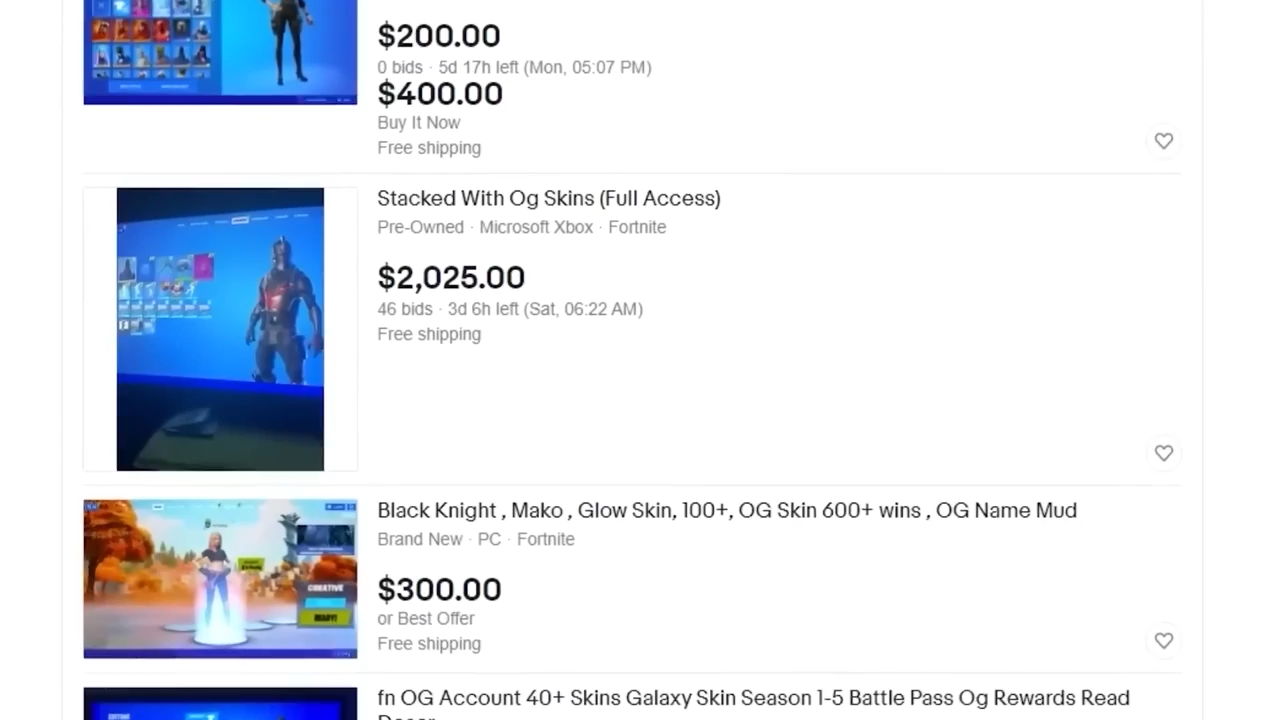 $200.00
0 bids · 5d 17h left (Mon, 05:07 PM)
$400.00
Buy It Now
Free shipping
Stacked With Og Skins (Full Access)
Pre-Owned · Microsoft Xbox · Fortnite
$2,025.00
46 bids · 3d 6h left (Sat, 06:22 AM)
Free shipping
Black Knight , Mako , Glow Skin, 100+, OG Skin 600+ wins , OG Name Mud
Brand New · PC · Fortnite
CREATIVE
READY!
$300.00
or Best Offer
Free shipping
fn OG Account 40+ Skins Galaxy Skin Season 1-5 Battle Pass Og Rewards Read